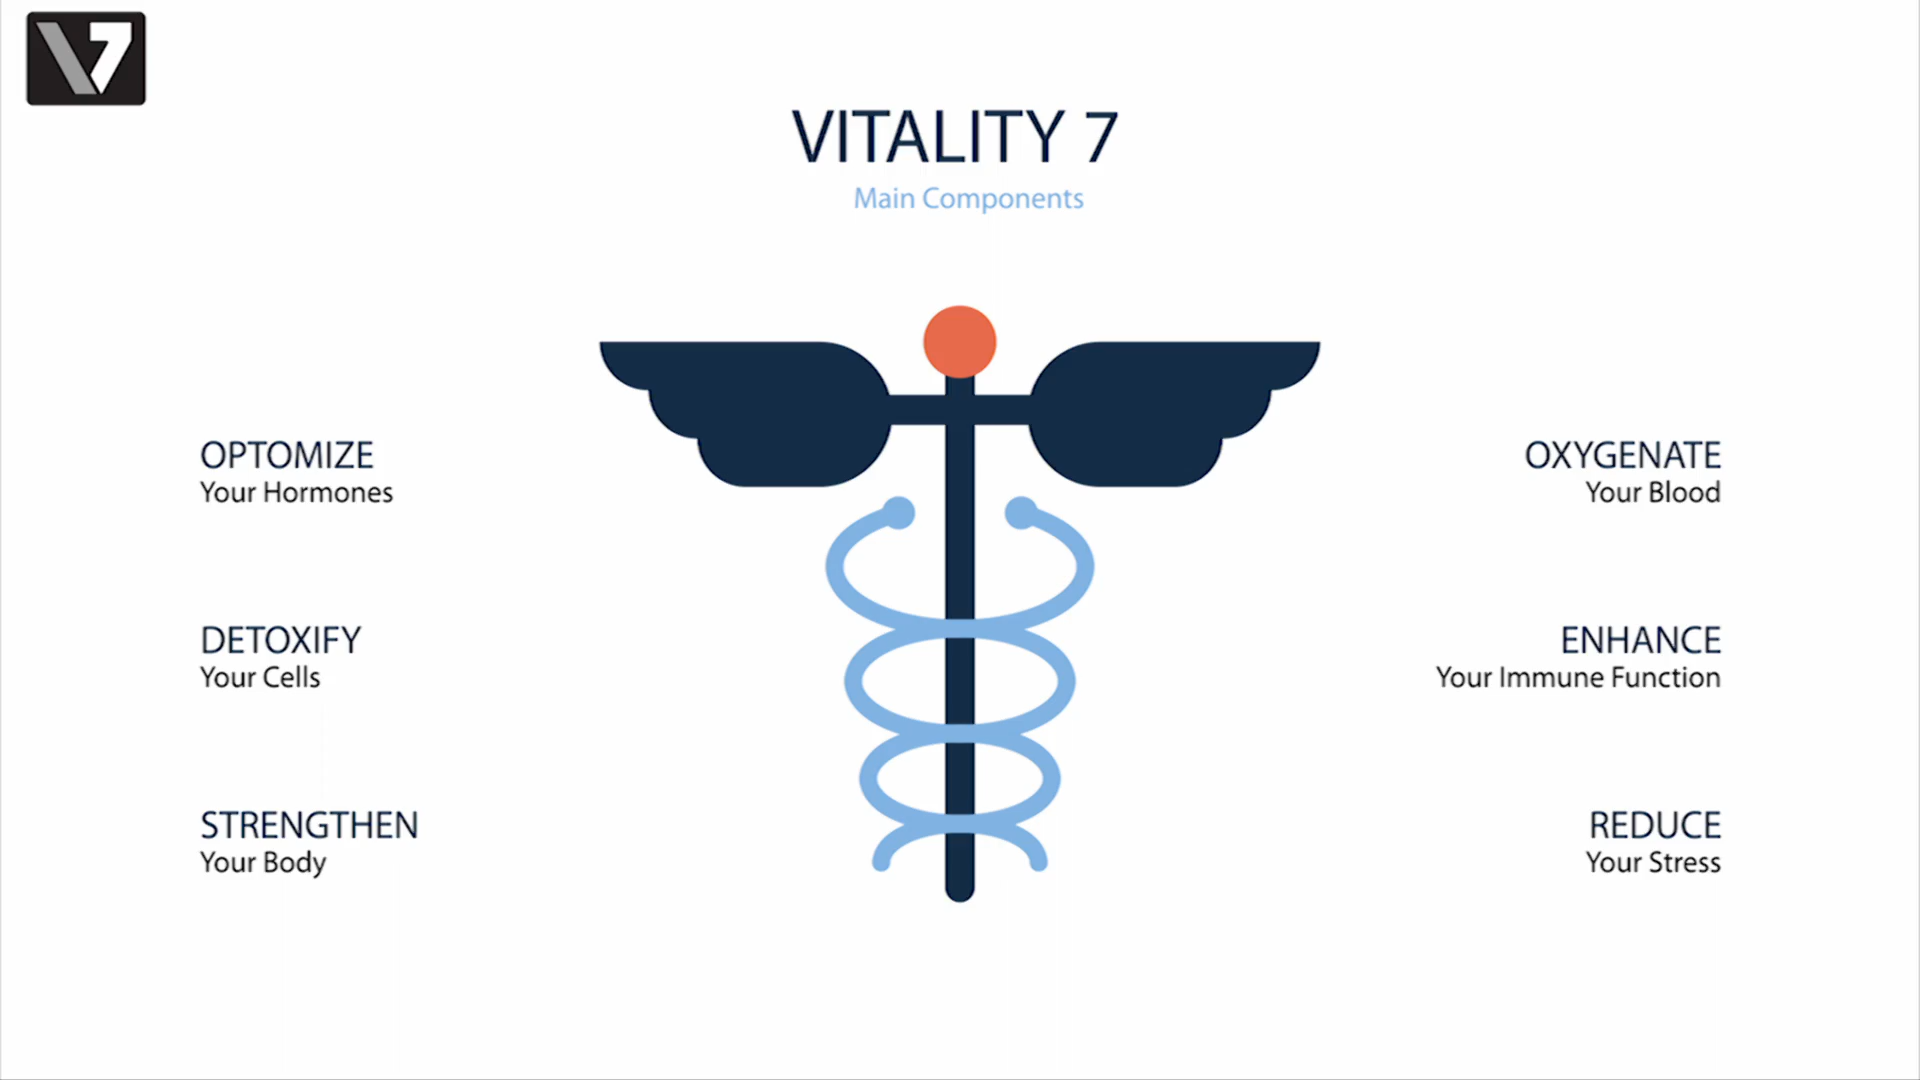 V7
VITALITY 7
Main Components
OPTOMIZE
Your Hormones
DETOXIFY
Your Cells
STRENGTHEN
Your Body
OXYGENATE
Your Blood
ENHANCE
Your Immune Function
REDUCE
Your Stress